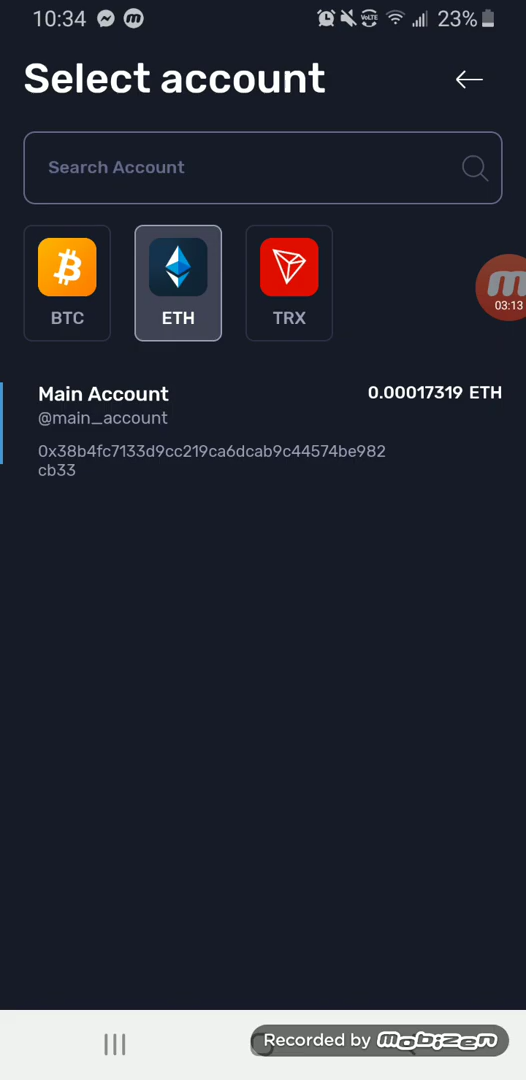 10:34
VoLTE
23%
Select account
Search Account
BTC
ETH
TRX
03:13
Main Account
0.00017319 ETH
@main_account
0x38b4fc7133d9cc219ca6dcab9c44574be982
cb33
Recorded by mobizen